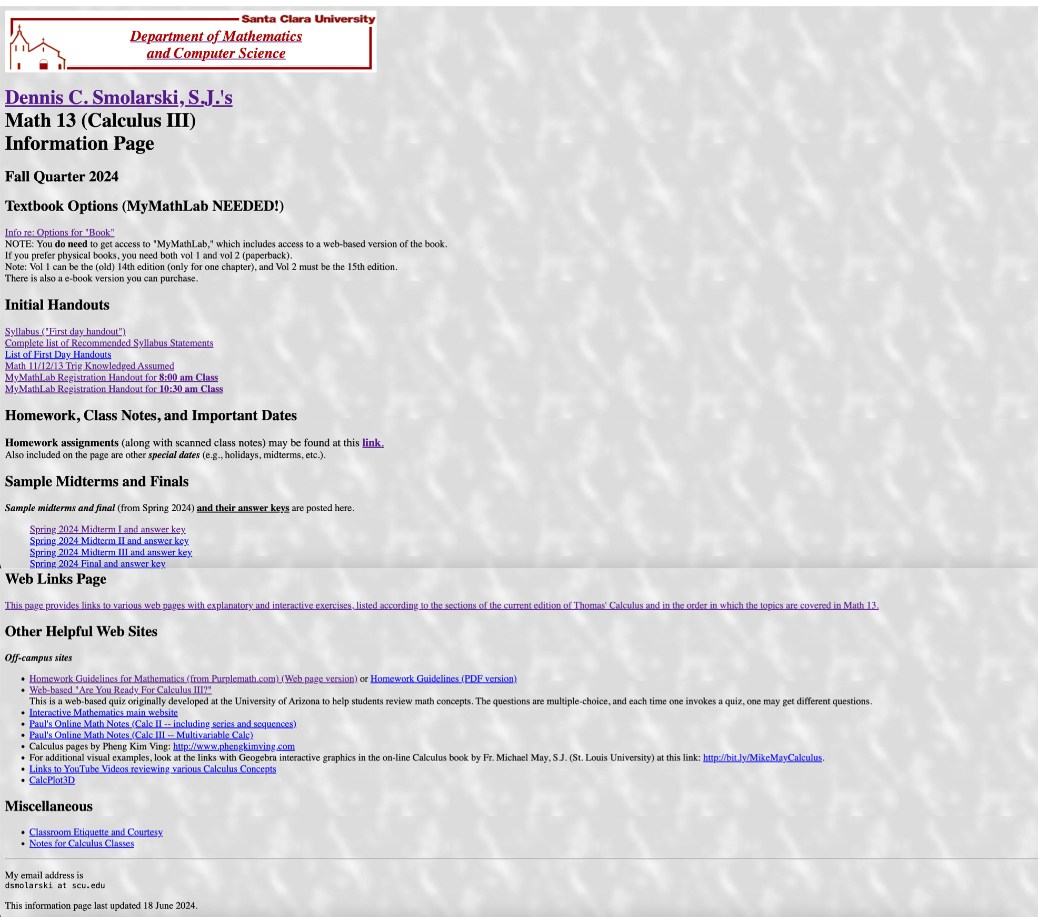 Santa Clara University
Department of Mathematics
and Computer Science
Dennis C. Smolarski, S.J.'s
Math 13 (Calculus III)
Information Page
Fall Quarter 2024
Textbook Options (MyMathLab NEEDED!)
Info re: Options for "Book"
NOTE: You do need to get access to "MyMathLab," which includes access to a web-based version of the book.
If you prefer physical books, you need both vol 1 and vol 2 (paperback).
Note: Vol 1 can be the (old) 14th edition (only for one chapter), and Vol 2 must be the 15th edition.
There is also a e-book version you can purchase.
Initial Handouts
Syllabus ("First day handout")
Complete list of Recommended Syllabus Statements
List of First Day Handouts
Math 11/12/13 Trig Knowledged Assumed
MyMathLab Registration Handout for 8:00 am Class
MyMathLab Registration Handout for 10:30 am Class
Homework, Class Notes, and Important Dates
Homework assignments (along with scanned class notes) may be found at this link.
Also included on the page are other special dates (e.g., holidays, midterms, etc.).
Sample Midterms and Finals
Sample midterms and final (from Spring 2024) and their answer keys are posted here.
Spring 2024 Midterm I and answer key
Spring 2024 Midterm II and answer key
Spring 2024 Midterm III and answer key
Spring 2024 Final and answer key
Web Links Page
This page provides links to various web pages with explanatory and interactive exercises, listed according to the sections of the current edition of Thomas' Calculus and in the order in which the topics are covered in Math 13.
Other Helpful Web Sites
Off-campus sites
• Homework Guidelines for Mathematics (from Purplemath.com) (Web page version) or Homework Guidelines (PDF version)
• Web-based "Are You Ready For Calculus III?"
This is a web-based quiz originally developed at the University of Arizona to help students review math concepts. The questions are multiple-choice, and each time one invokes a quiz, one may get different questions.
• Interactive Mathematics main website
• Paul's Online Math Notes (Calc II -- including series and sequences)
• Paul's Online Math Notes (Calc III -- Multivariable Calc)
• Calculus pages by Pheng Kim Ving: http://www.phengkimving.com
• For additional visual examples, look at the links with Geogebra interactive graphics in the on-line Calculus book by Fr. Michael May, S.J. (St. Louis University) at this link: http://bit.ly/MikeMayCalculus.
• Links to YouTube Videos reviewing various Calculus Concepts
• CalcPlot3D
Miscellaneous
• Classroom Etiquette and Courtesy
• Notes for Calculus Classes
My email address is
dsmolarski at scu.edu
This information page last updated 18 June 2024.